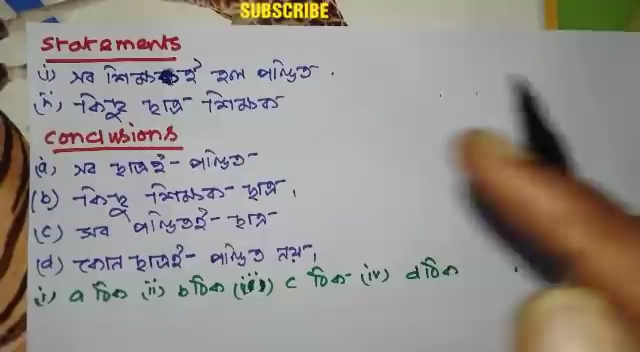 SUBSCRIBE
Statements
(i) সব শিক্ষকই হল পন্ডিত .
(ii) কিছু ছাত্র শিক্ষক
Conclusions
(a) সব ছাত্রই পন্ডিত
(b) কিছু শিক্ষক ছাত্র,
(c) সব পন্ডিতই ছাত্র
(d) কোন ছাত্রই পন্ডিত নয়,
(i) a ঠিক (ii) b ঠিক (iii) c ঠিক (iv) d ঠিক